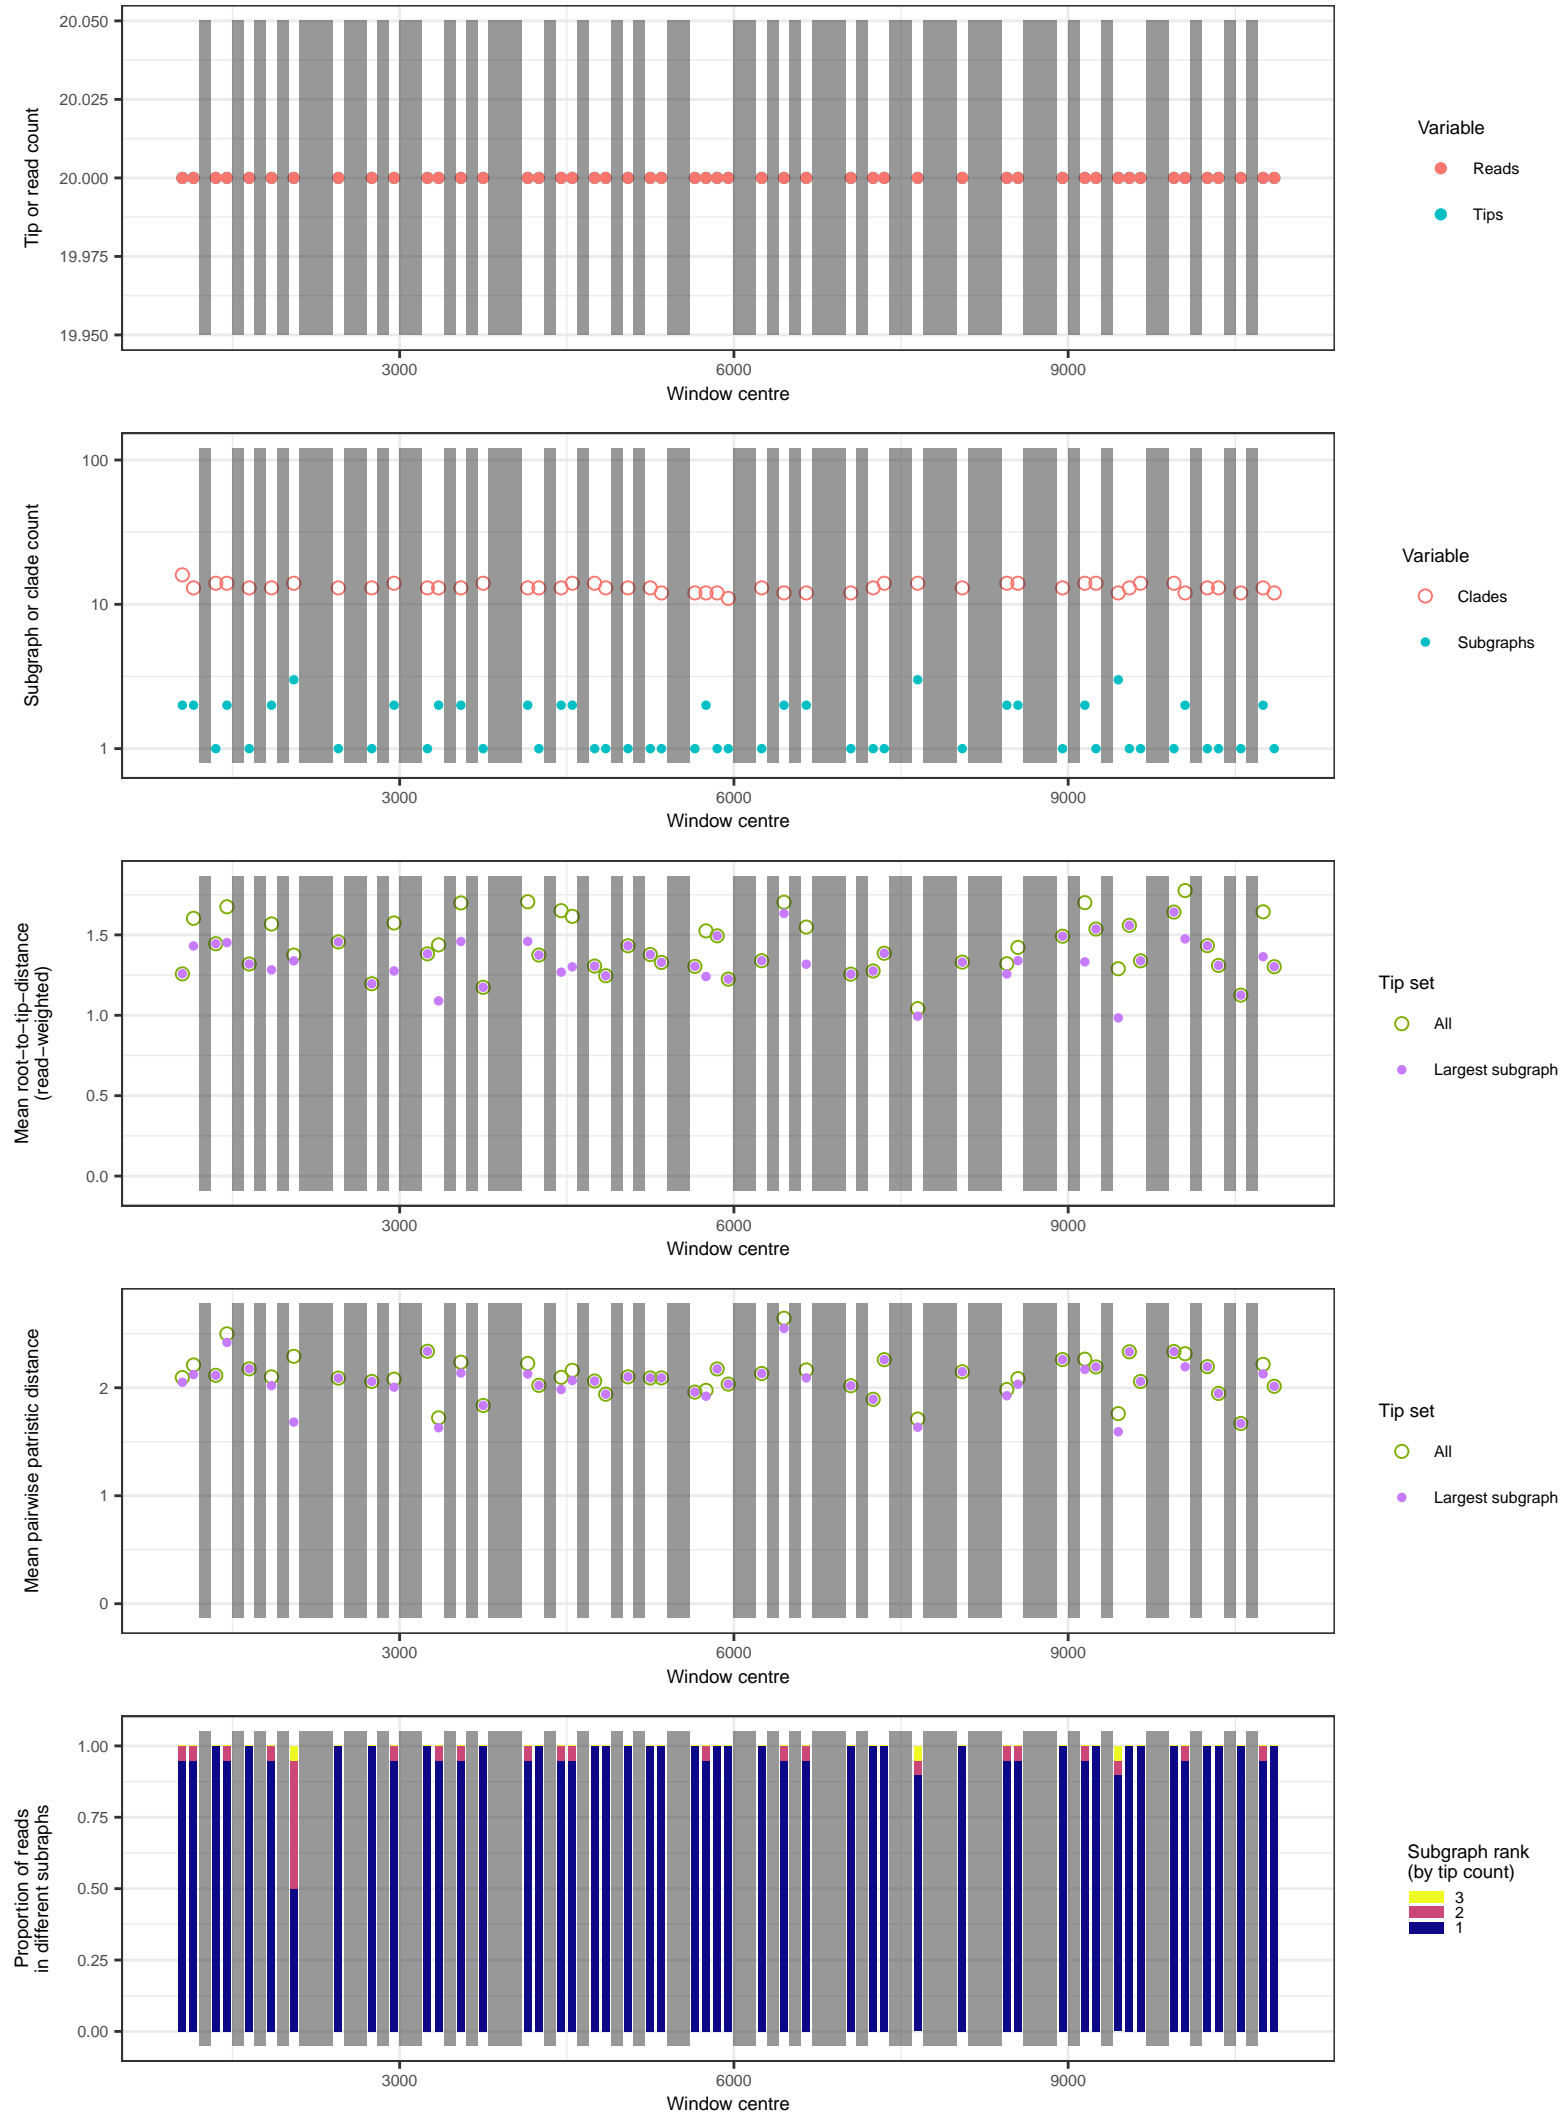 20.050
20.025
20.000
19.975
19.950
Tip or read count
3000
6000
9000
Window centre
Variable
Reads
Tips
100
10
1
Subgraph or clade count
3000
6000
9000
Window centre
Variable
Clades
Subgraphs
1.5
1.0
0.5
0.0
Mean root−to−tip−distance
(read−weighted)
3000
6000
9000
Window centre
Tip set
All
Largest subgraph
2
1
0
Mean pairwise patristic distance
3000
6000
9000
Window centre
Tip set
All
Largest subgraph
1.00
0.75
0.50
0.25
0.00
Proportion of reads
in different subraphs
3000
6000
9000
Window centre
Subgraph rank
(by tip count)
3
2
1